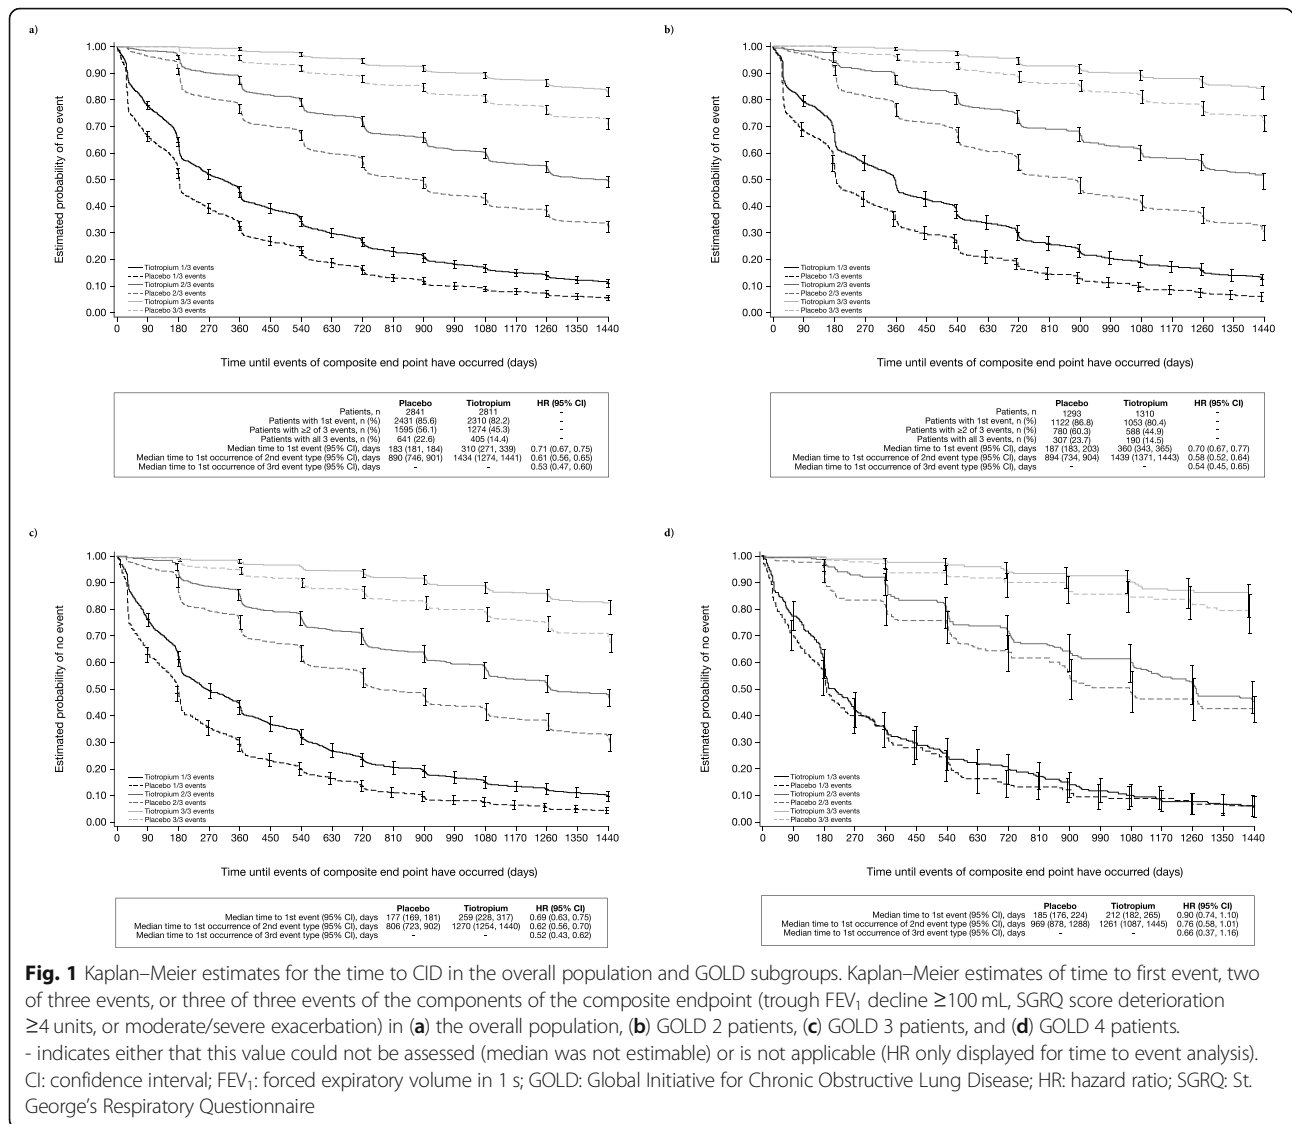 a)
Estimated probability of no event
1.00
0.90
0.80
0.70
0.60
0.50
0.40
0.30
0.20
0.10
0.00
Tiotropium 1/3 events
Placebo 1/3 events
Tiotropium 2/3 events
Placebo 2/3 events
Tiotropium 3/3 events
Placebo 3/3 events
0 90 180 270 360 450 540 630 720 810 900 990 1080 1170 1260 1350 1440
Time until events of composite end point have occurred (days)
Placebo Tiotropium HR (95% CI)
Patients, n 2841 2811 -
Patients with 1st event, n (%) 2431 (85.6) 2310 (82.2) -
Patients with ≥2 of 3 events, n (%) 1595 (56.1) 1274 (45.3) -
Patients with all 3 events, n (%) 641 (22.6) 405 (14.4) -
Median time to 1st event (95% CI), days 183 (181, 184) 310 (271, 339) 0.71 (0.67, 0.75)
Median time to 1st occurrence of 2nd event type (95% CI), days 890 (746, 901) 1434 (1274, 1441) 0.61 (0.56, 0.65)
Median time to 1st occurrence of 3rd event type (95% CI), days - - 0.53 (0.47, 0.60)
b)
Estimated probability of no event
1.00
0.90
0.80
0.70
0.60
0.50
0.40
0.30
0.20
0.10
0.00
Tiotropium 1/3 events
Placebo 1/3 events
Tiotropium 2/3 events
Placebo 2/3 events
Tiotropium 3/3 events
Placebo 3/3 events
0 90 180 270 360 450 540 630 720 810 900 990 1080 1170 1260 1350 1440
Time until events of composite end point have occurred (days)
Placebo Tiotropium HR (95% CI)
Patients, n 1293 1310 -
Patients with 1st event, n (%) 1122 (86.8) 1053 (80.4) -
Patients with ≥2 of 3 events, n (%) 780 (60.3) 588 (44.9) -
Patients with all 3 events, n (%) 307 (23.7) 190 (14.5) -
Median time to 1st event (95% CI), days 187 (183, 203) 360 (343, 365) 0.70 (0.67, 0.77)
Median time to 1st occurrence of 2nd event type (95% CI), days 894 (734, 904) 1439 (1371, 1443) 0.58 (0.52, 0.64)
Median time to 1st occurrence of 3rd event type (95% CI), days - - 0.54 (0.45, 0.65)
c)
Estimated probability of no event
1.00
0.90
0.80
0.70
0.60
0.50
0.40
0.30
0.20
0.10
0.00
Tiotropium 1/3 events
Placebo 1/3 events
Tiotropium 2/3 events
Placebo 2/3 events
Tiotropium 3/3 events
Placebo 3/3 events
0 90 180 270 360 450 540 630 720 810 900 990 1080 1170 1260 1350 1440
Time until events of composite end point have occurred (days)
Placebo Tiotropium HR (95% CI)
Median time to 1st event (95% CI), days 177 (169, 181) 259 (228, 317) 0.69 (0.63, 0.75)
Median time to 1st occurrence of 2nd event type (95% CI), days 806 (723, 902) 1270 (1254, 1440) 0.62 (0.56, 0.70)
Median time to 1st occurrence of 3rd event type (95% CI), days - - 0.52 (0.43, 0.62)
d)
Estimated probability of no event
1.00
0.90
0.80
0.70
0.60
0.50
0.40
0.30
0.20
0.10
0.00
Tiotropium 1/3 events
Placebo 1/3 events
Tiotropium 2/3 events
Placebo 2/3 events
Tiotropium 3/3 events
Placebo 3/3 events
0 90 180 270 360 450 540 630 720 810 900 990 1080 1170 1260 1350 1440
Time until events of composite end point have occurred (days)
Placebo Tiotropium HR (95% CI)
Median time to 1st event (95% CI), days 185 (176, 224) 212 (182, 265) 0.90 (0.74, 1.10)
Median time to 1st occurrence of 2nd event type (95% CI), days 969 (878, 1288) 1261 (1087, 1445) 0.76 (0.58, 1.01)
Median time to 1st occurrence of 3rd event type (95% CI), days - - 0.66 (0.37, 1.16)
Fig. 1 Kaplan–Meier estimates for the time to CID in the overall population and GOLD subgroups. Kaplan–Meier estimates of time to first event, two
of three events, or three of three events of the components of the composite endpoint (trough FEV₁ decline ≥100 mL, SGRQ score deterioration
≥4 units, or moderate/severe exacerbation) in (a) the overall population, (b) GOLD 2 patients, (c) GOLD 3 patients, and (d) GOLD 4 patients.
- indicates either that this value could not be assessed (median was not estimable) or is not applicable (HR only displayed for time to event analysis).
CI: confidence interval; FEV₁: forced expiratory volume in 1 s; GOLD: Global Initiative for Chronic Obstructive Lung Disease; HR: hazard ratio; SGRQ: St.
George's Respiratory Questionnaire